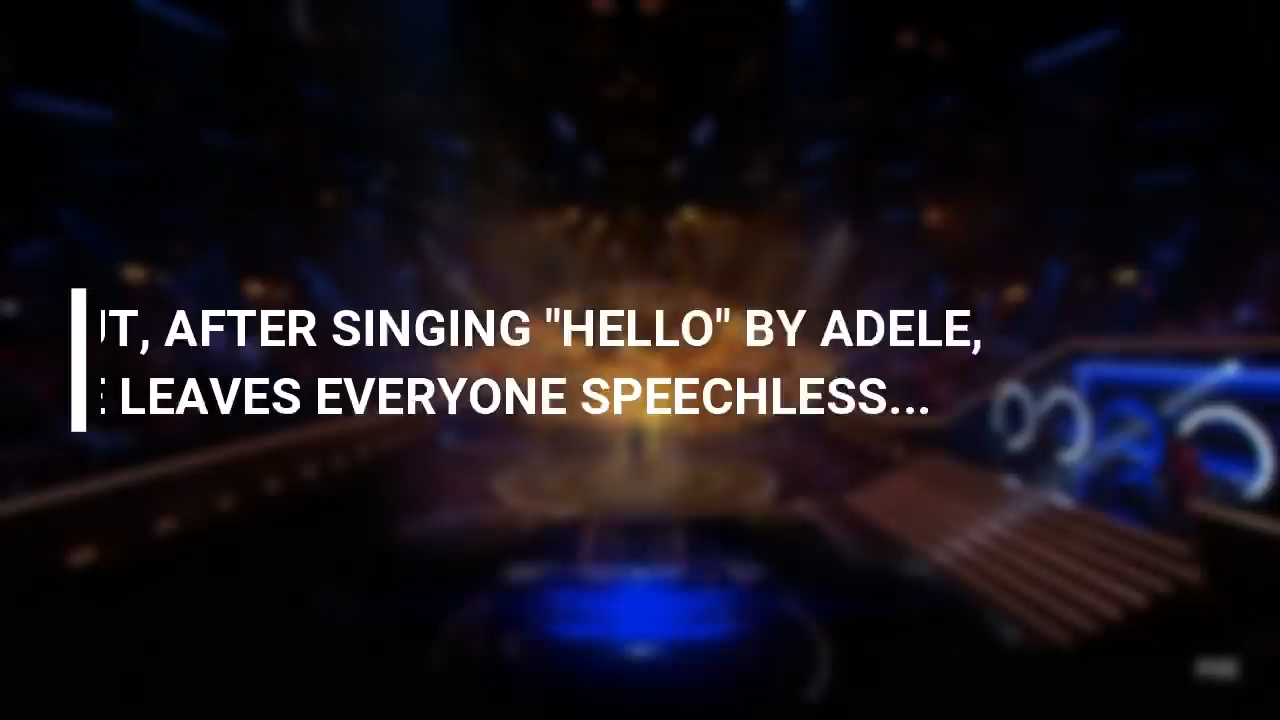 T, AFTER SINGING "HELLO" BY ADELE,
LEAVES EVERYONE SPEECHLESS...